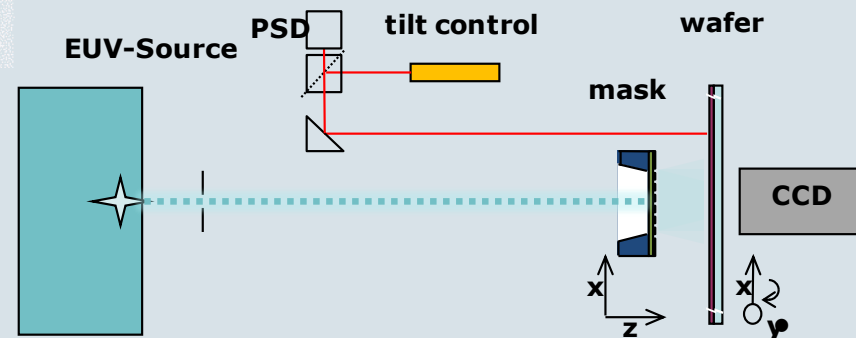 PSD
tilt control
wafer
EUV-Source
mask
CCD
x
z
x
y